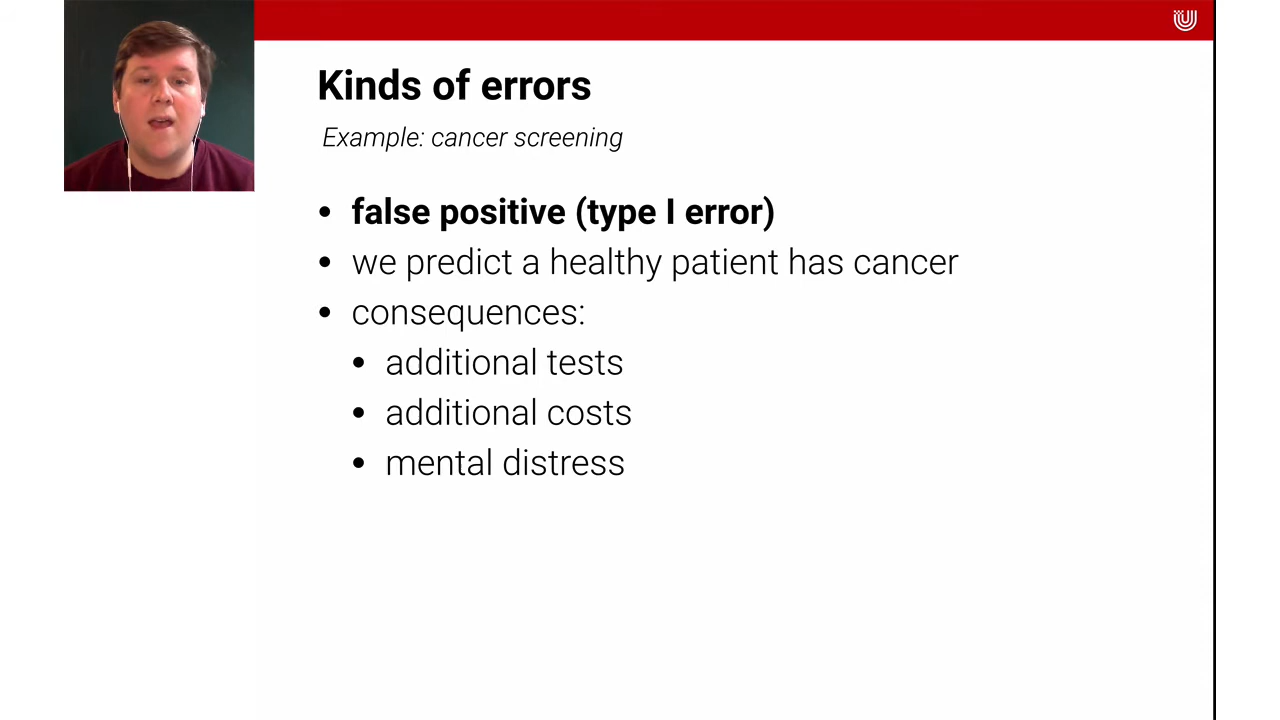 Kinds of errors
Example: cancer screening
• false positive (type I error)
• we predict a healthy patient has cancer
• consequences:
• additional tests
• additional costs
• mental distress